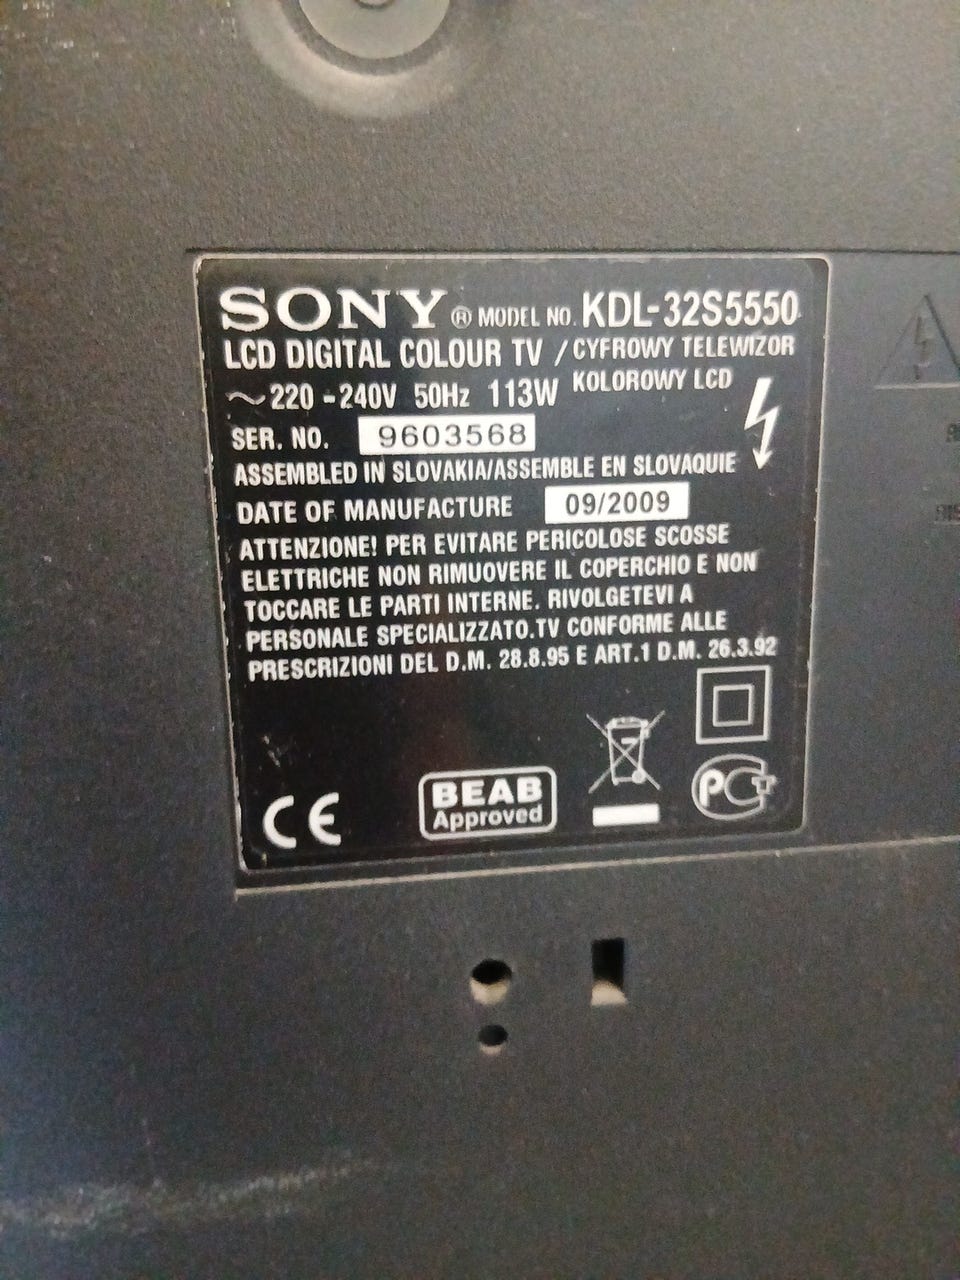 SONY ® MODEL NO. KDL-32S5550
LCD DIGITAL COLOUR TV / CYFROWY TELEWIZOR
KOLOROWY LCD
~ 220 - 240V 50Hz 113W
SER. NO. 9603568
ASSEMBLED IN SLOVAKIA/ASSEMBLE EN SLOVAQUIE
DATE OF MANUFACTURE 09/2009
ATTENZIONE! PER EVITARE PERICOLOSE SCOSSE
ELETTRICHE NON RIMUOVERE IL COPERCHIO E NON
TOCCARE LE PARTI INTERNE. RIVOLGETEVI A
PERSONALE SPECIALIZZATO.TV CONFORME ALLE
PRESCRIZIONI DEL D.M. 28.8.95 E ART.1 D.M. 26.3.92
CE
BEAB
Approved